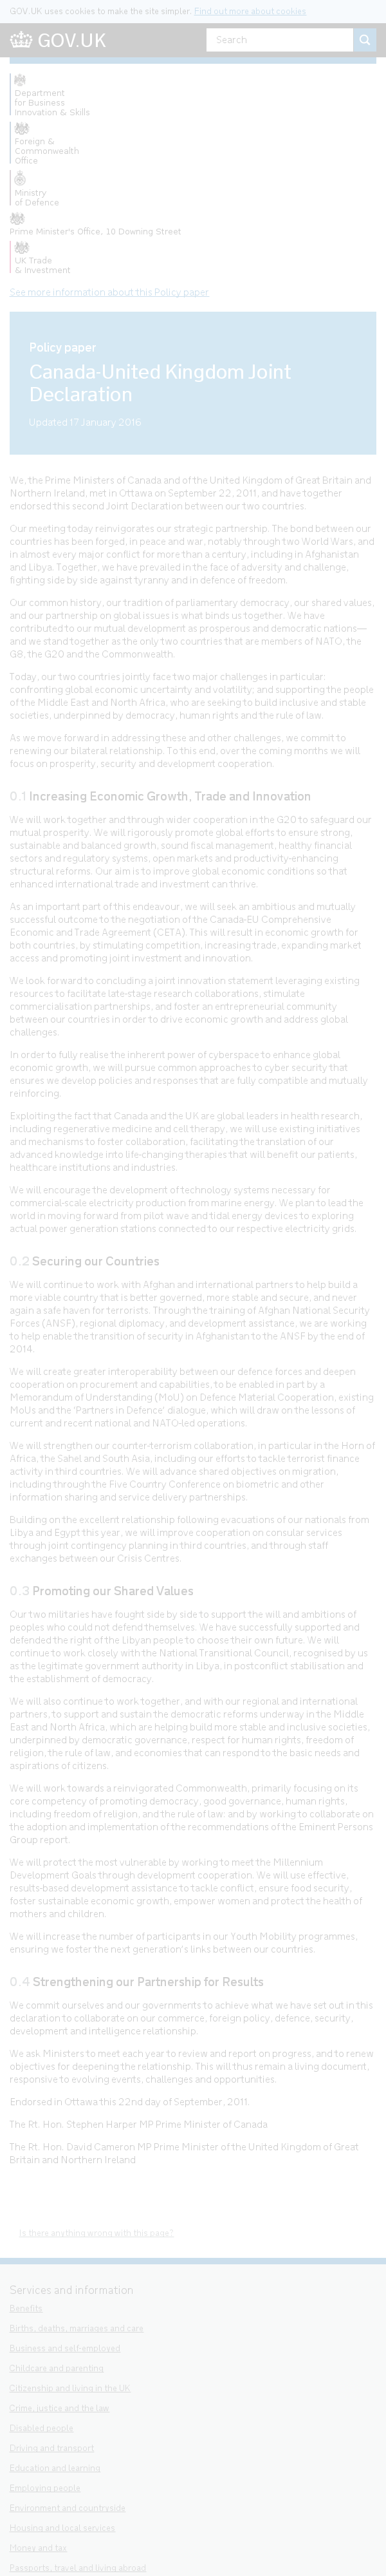 GOV.UK uses cookies to make the site simpler. Find out more about cookies
GOV.UK
Search
Department
for Business
Innovation & Skills
Foreign &
Commonwealth
Office
Ministry
of Defence
Prime Minister's Office, 10 Downing Street
UK Trade
& Investment
See more information about this Policy paper
Policy paper
Canada-United Kingdom Joint
Declaration
Updated 17 January 2016
We, the Prime Ministers of Canada and of the United Kingdom of Great Britain and
Northern Ireland, met in Ottawa on September 22, 2011, and have together
endorsed this second Joint Declaration between our two countries.
Our meeting today reinvigorates our strategic partnership. The bond between our
countries has been forged, in peace and war, notably through two World Wars, and
in almost every major conflict for more than a century, including in Afghanistan
and Libya. Together, we have prevailed in the face of adversity and challenge,
fighting side by side against tyranny and in defence of freedom.
Our common history, our tradition of parliamentary democracy, our shared values,
and our partnership on global issues is what binds us together. We have
contributed to our mutual development as prosperous and democratic nations—
and we stand together as the only two countries that are members of NATO, the
G8, the G20 and the Commonwealth.
Today, our two countries jointly face two major challenges in particular:
confronting global economic uncertainty and volatility; and supporting the people
of the Middle East and North Africa, who are seeking to build inclusive and stable
societies, underpinned by democracy, human rights and the rule of law.
As we move forward in addressing these and other challenges, we commit to
renewing our bilateral relationship. To this end, over the coming months we will
focus on prosperity, security and development cooperation.
0.1 Increasing Economic Growth, Trade and Innovation
We will work together and through wider cooperation in the G20 to safeguard our
mutual prosperity. We will rigorously promote global efforts to ensure strong,
sustainable and balanced growth, sound fiscal management, healthy financial
sectors and regulatory systems, open markets and productivity-enhancing
structural reforms. Our aim is to improve global economic conditions so that
enhanced international trade and investment can thrive.
As an important part of this endeavour, we will seek an ambitious and mutually
successful outcome to the negotiation of the Canada-EU Comprehensive
Economic and Trade Agreement (CETA). This will result in economic growth for
both countries, by stimulating competition, increasing trade, expanding market
access and promoting joint investment and innovation.
We look forward to concluding a joint innovation statement leveraging existing
resources to facilitate late-stage research collaborations, stimulate
commercialisation partnerships, and foster an entrepreneurial community
between our countries in order to drive economic growth and address global
challenges.
In order to fully realise the inherent power of cyberspace to enhance global
economic growth, we will pursue common approaches to cyber security that
ensures we develop policies and responses that are fully compatible and mutually
reinforcing.
Exploiting the fact that Canada and the UK are global leaders in health research,
including regenerative medicine and cell therapy, we will use existing initiatives
and mechanisms to foster collaboration, facilitating the translation of our
advanced knowledge into life-changing therapies that will benefit our patients,
healthcare institutions and industries.
We will encourage the development of technology systems necessary for
commercial-scale electricity production from marine energy. We plan to lead the
world in moving forward from pilot wave and tidal energy devices to exploring
actual power generation stations connected to our respective electricity grids.
0.2 Securing our Countries
We will continue to work with Afghan and international partners to help build a
more viable country that is better governed, more stable and secure, and never
again a safe haven for terrorists. Through the training of Afghan National Security
Forces (ANSF), regional diplomacy, and development assistance, we are working
to help enable the transition of security in Afghanistan to the ANSF by the end of
2014.
We will create greater interoperability between our defence forces and deepen
cooperation on procurement and capabilities, to be enabled in part by a
Memorandum of Understanding (MoU) on Defence Material Cooperation, existing
MoUs and the 'Partners in Defence' dialogue, which will draw on the lessons of
current and recent national and NATO-led operations.
We will strengthen our counter-terrorism collaboration, in particular in the Horn of
Africa, the Sahel and South Asia, including our efforts to tackle terrorist finance
activity in third countries. We will advance shared objectives on migration,
including through the Five Country Conference on biometric and other
information sharing and service delivery partnerships.
Building on the excellent relationship following evacuations of our nationals from
Libya and Egypt this year, we will improve cooperation on consular services
through joint contingency planning in third countries, and through staff
exchanges between our Crisis Centres.
0.3 Promoting our Shared Values
Our two militaries have fought side by side to support the will and ambitions of
peoples who could not defend themselves. We have successfully supported and
defended the right of the Libyan people to choose their own future. We will
continue to work closely with the National Transitional Council, recognised by us
as the legitimate government authority in Libya, in postconflict stabilisation and
the establishment of democracy.
We will also continue to work together, and with our regional and international
partners, to support and sustain the democratic reforms underway in the Middle
East and North Africa, which are helping build more stable and inclusive societies,
underpinned by democratic governance, respect for human rights, freedom of
religion, the rule of law, and economies that can respond to the basic needs and
aspirations of citizens.
We will work towards a reinvigorated Commonwealth, primarily focusing on its
core competency of promoting democracy, good governance, human rights,
including freedom of religion, and the rule of law; and by working to collaborate on
the adoption and implementation of the recommendations of the Eminent Persons
Group report.
We will protect the most vulnerable by working to meet the Millennium
Development Goals through development cooperation. We will use effective,
results-based development assistance to tackle conflict, ensure food security,
foster sustainable economic growth, empower women and protect the health of
mothers and children.
We will increase the number of participants in our Youth Mobility programmes,
ensuring we foster the next generation's links between our countries.
0.4 Strengthening our Partnership for Results
We commit ourselves and our governments to achieve what we have set out in this
declaration to collaborate on our commerce, foreign policy, defence, security,
development and intelligence relationship.
We ask Ministers to meet each year to review and report on progress, and to renew
objectives for deepening the relationship. This will thus remain a living document,
responsive to evolving events, challenges and opportunities.
Endorsed in Ottawa this 22nd day of September, 2011.
The Rt. Hon. Stephen Harper MP Prime Minister of Canada
The Rt. Hon. David Cameron MP Prime Minister of the United Kingdom of Great
Britain and Northern Ireland
Is there anything wrong with this page?
Services and information
Benefits
Births, deaths, marriages and care
Business and self-employed
Childcare and parenting
Citizenship and living in the UK
Crime, justice and the law
Disabled people
Driving and transport
Education and learning
Employing people
Environment and countryside
Housing and local services
Money and tax
Passports, travel and living abroad